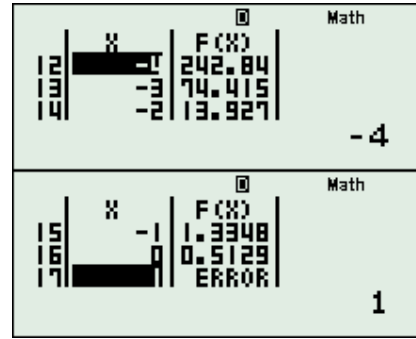 D Math
X F(X)
12 -4 242.84
13 -3 74.415
14 -2 13.927
-4
D Math
X F(X)
15 -1 1.3348
16 0 0.5129
17 1 ERROR
1